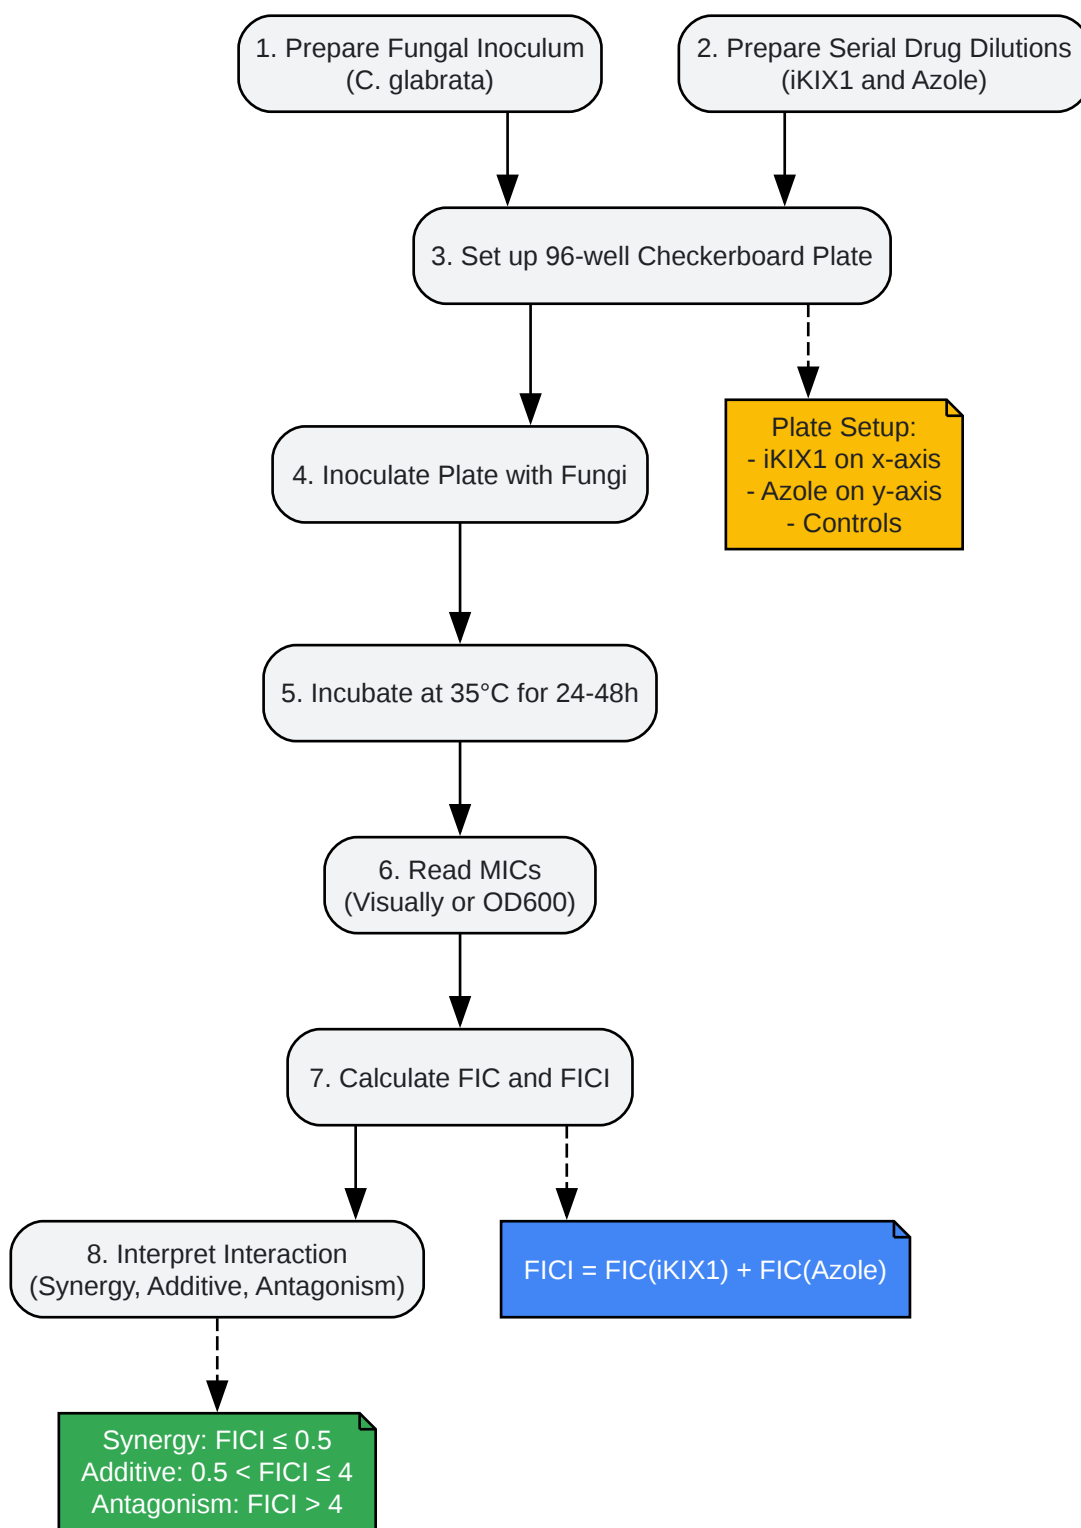 1. Prepare Fungal Inoculum
(C. glabrata)
2. Prepare Serial Drug Dilutions
(iKIX1 and Azole)
3. Set up 96-well Checkerboard Plate
Plate Setup:
- iKIX1 on x-axis
- Azole on y-axis
- Controls
4. Inoculate Plate with Fungi
5. Incubate at 35°C for 24-48h
6. Read MICs
(Visually or OD600)
7. Calculate FIC and FICI
8. Interpret Interaction
(Synergy, Additive, Antagonism)
FICI = FIC(iKIX1) + FIC(Azole)
Synergy: FICI ≤ 0.5
Additive: 0.5 < FICI ≤ 4
Antagonism: FICI > 4